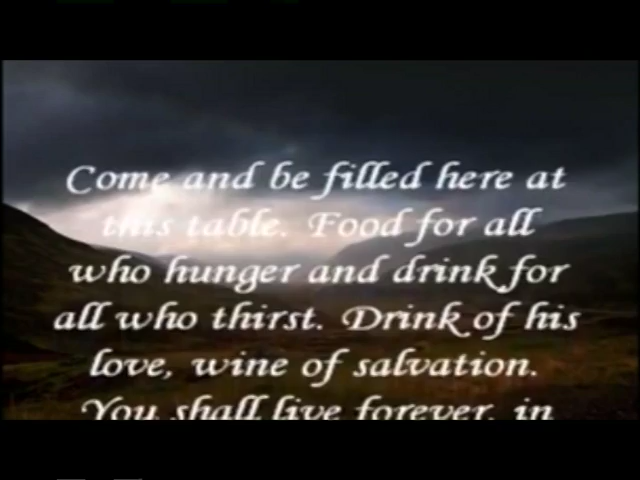 Come and be filled here at
this table. Food for all
who hunger and drink for
all who thirst. Drink of his
love, wine of salvation.
You shall live forever, in